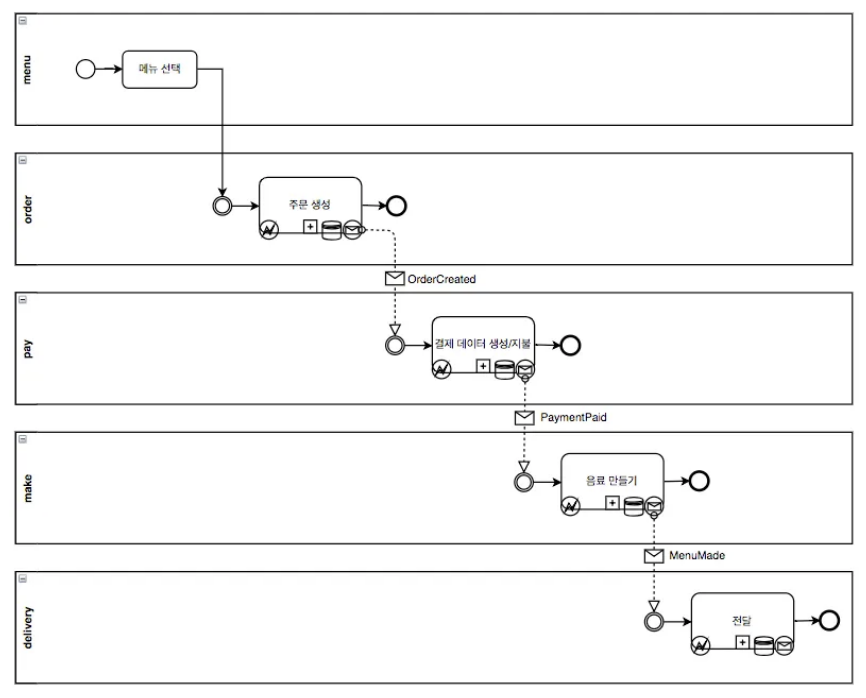 menu
메뉴 선택
order
주문 생성
OrderCreated
pay
결제 데이터 생성/지불
PaymentPaid
make
음료 만들기
MenuMade
delivery
전달